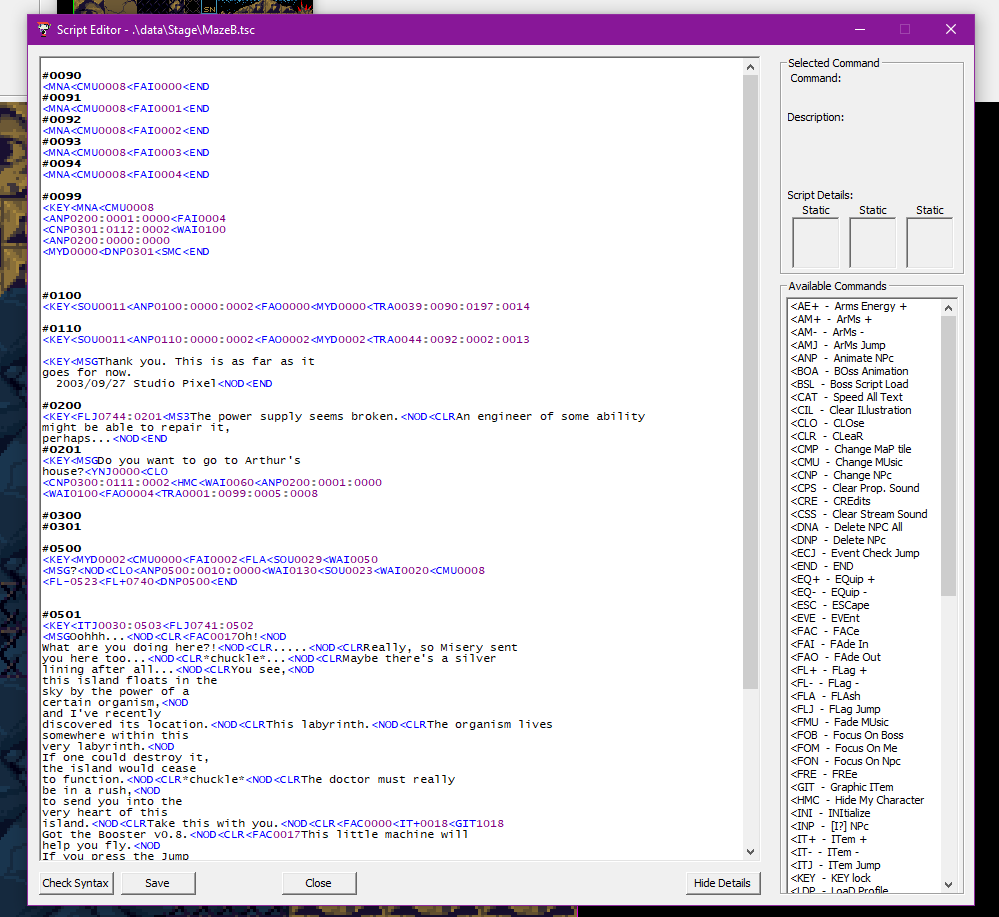 SN
Script Editor - .\data\Stage\MazeB.tsc
#0090
<MNA<CMU0008<FAI0000<END
#0091
<MNA<CMU0008<FAI0001<END
#0092
<MNA<CMU0008<FAI0002<END
#0093
<MNA<CMU0008<FAI0003<END
#0094
<MNA<CMU0008<FAI0004<END
#0099
<KEY<MNA<CMU0008
<ANP0200:0001:0000<FAI0004
<CNP0301:0112:0002<WAI0100
<ANP0200:0000:0000
<MYD0000<DNP0301<SMC<END
#0100
<KEY<SOU0011<ANP0100:0000:0002<FAO0000<MYD0000<TRA0039:0090:0197:0014
#0110
<KEY<SOU0011<ANP0110:0000:0002<FAO0002<MYD0002<TRA0044:0092:0002:0013
<KEY<MSGThank you. This is as far as it
goes for now.
  2003/09/27 Studio Pixel<NOD<END
#0200
<KEY<FLJ0744:0201<MS3The power supply seems broken.<NOD<CLRAn engineer of some ability
might be able to repair it,
perhaps...<NOD<END
#0201
<KEY<MSGDo you want to go to Arthur's
house?<YNJ0000<CLO
<CNP0300:0111:0002<HMC<WAI0060<ANP0200:0001:0000
<WAI0100<FAO0004<TRA0001:0099:0005:0008
#0300
#0301
#0500
<KEY<MYD0002<CMU0000<FAI0002<FLA<SOU0029<WAI0050
<MSG?<NOD<CLO<ANP0500:0010:0000<WAI0130<SOU0023<WAI0020<CMU0008
<FL-0523<FL+0740<DNP0500<END
#0501
<KEY<ITJ0030:0503<FLJ0741:0502
<MSGOohhh...<NOD<CLR<FAC0017Oh!<NOD
What are you doing here?!<NOD<CLR.....<NOD<CLRReally, so Misery sent
you here too...<NOD<CLR*chuckle*...<NOD<CLRMaybe there's a silver
lining after all...<NOD<CLRYou see,<NOD
this island floats in the
sky by the power of a
certain organism,<NOD
and I've recently
discovered its location.<NOD<CLRThis labyrinth.<NOD<CLRThe organism lives
somewhere within this
very labyrinth.<NOD
If one could destroy it,
the island would cease
to function.<NOD<CLR*chuckle*<NOD<CLRThe doctor must really
be in a rush,<NOD
to send you into the
very heart of this
island.<NOD<CLRTake this with you.<NOD<CLR<FAC0000<IT+0018<GIT1018
Got the Booster v0.8.<NOD<CLR<FAC0017This little machine will
help you fly.<NOD
If you press the Jump
Check Syntax
Save
Close
Hide Details
Selected Command
Command:
Description:
Script Details:
Static
Static
Static
Available Commands
<AE+ - Arms Energy +
<AM+ - ArMs +
<AM- - ArMs -
<AMJ - ArMs Jump
<ANP - Animate NPc
<BOA - BOss Animation
<BSL - Boss Script Load
<CAT - Speed All Text
<CIL - Clear ILlustration
<CLO - CLOse
<CLR - CLeaR
<CMP - Change MaP tile
<CMU - Change MUsic
<CNP - Change NPc
<CPS - Clear Prop. Sound
<CRE - CREdits
<CSS - Clear Stream Sound
<DNA - Delete NPC All
<DNP - Delete NPc
<ECJ - Event Check Jump
<END - END
<EQ+ - EQuip +
<EQ- - EQuip -
<ESC - ESCape
<EVE - EVEnt
<FAC - FACe
<FAI - FAde In
<FAO - FAde Out
<FL+ - FLag +
<FL- - FLag -
<FLA - FLAsh
<FLJ - FLag Jump
<FMU - Fade MUsic
<FOB - Focus On Boss
<FOM - Focus On Me
<FON - Focus On Npc
<FRE - FREe
<GIT - Graphic ITem
<HMC - Hide My Character
<INI - INItialize
<INP - [I?] NPc
<IT+ - ITem +
<IT- - ITem -
<ITJ - ITem Jump
<KEY - KEY lock
<LDP - LoaD Profile